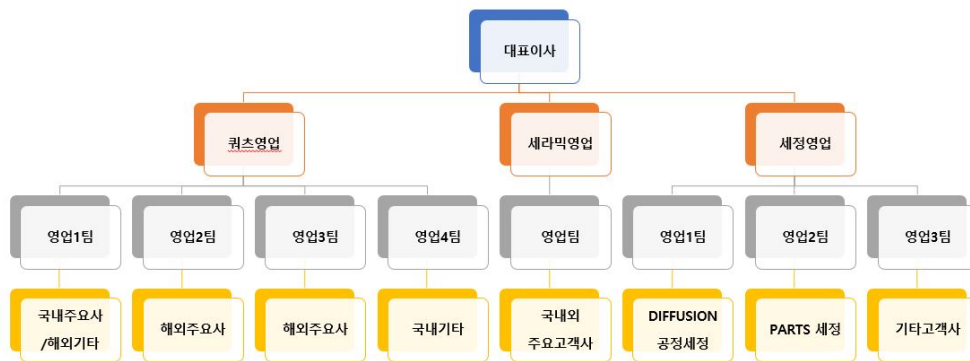 대표이사
쿼츠영업
세라믹영업
세정영업
영업1팀
영업2팀
영업3팀
영업4팀
영업팀
영업1팀
영업2팀
영업3팀
국내주요사
/해외기타
해외주요사
해외주요사
국내기타
국내외
주요고객사
DIFFUSION
공정세정
PARTS 세정
기타고객사